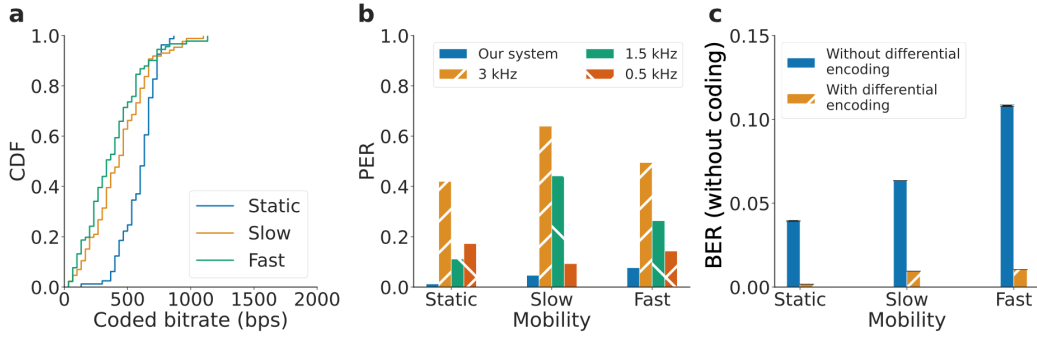 a
1.0
0.8
0.6
0.4
0.2
0.0
CDF
0
500
1000
1500
2000
Coded bitrate (bps)
Static
Slow
Fast
b
1.0
0.8
0.6
0.4
0.2
0.0
PER
Our system
3 kHz
1.5 kHz
0.5 kHz
Static
Slow
Fast
Mobility
c
0.15
0.10
0.05
0.00
BER (without coding)
Without differential
encoding
With differential
encoding
Static
Slow
Fast
Mobility